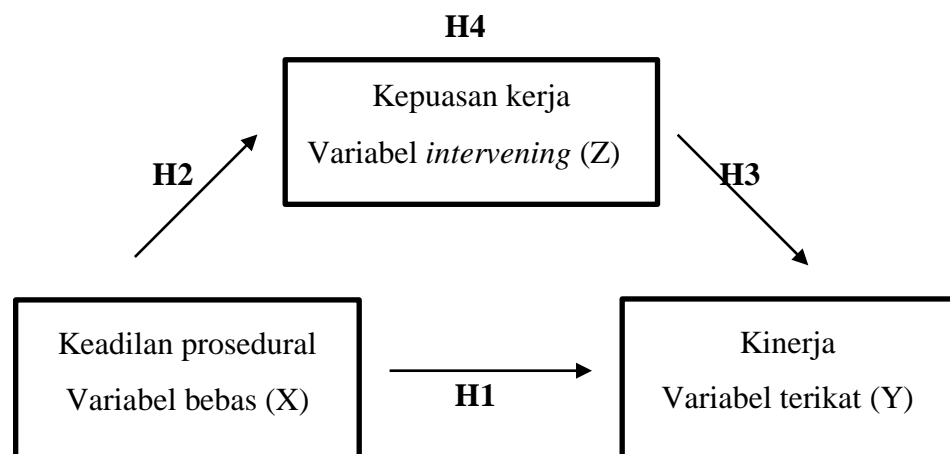 H4
Kepuasan kerja
Variabel intervening (Z)
H2
H3
Keadilan prosedural
Variabel bebas (X)
H1
Kinerja
Variabel terikat (Y)